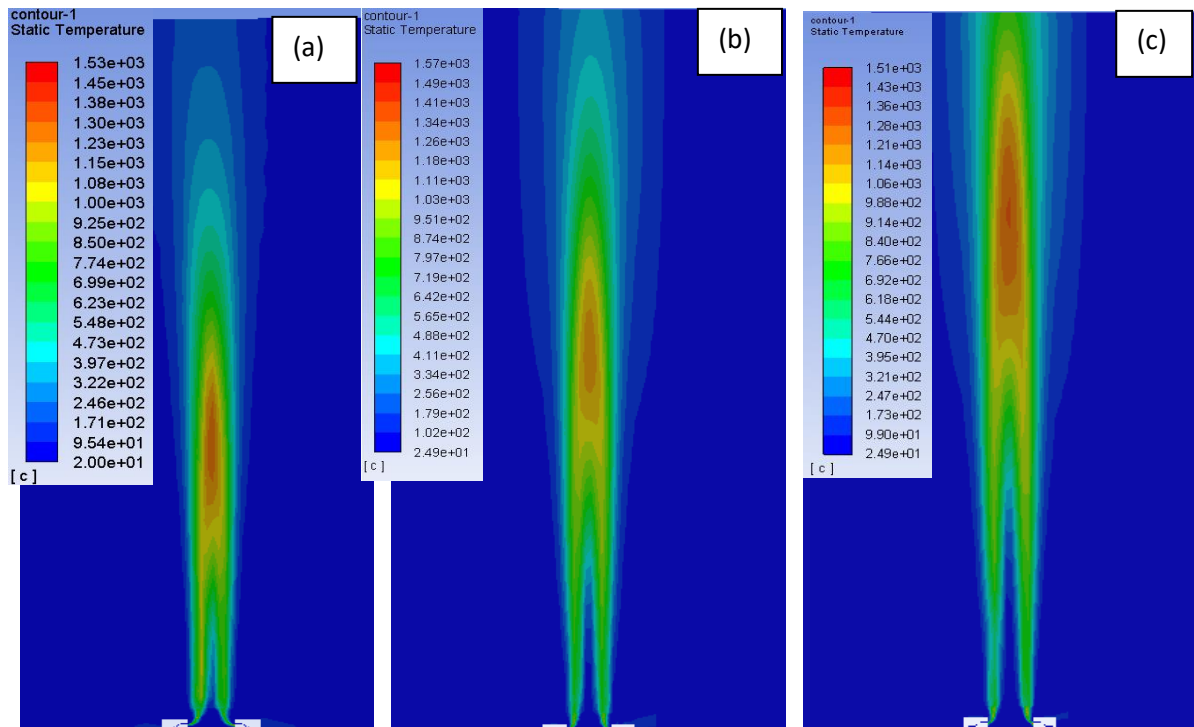 contour-1
Static Temperature
(a)
1.53e+03
1.45e+03
1.38e+03
1.30e+03
1.23e+03
1.15e+03
1.08e+03
1.00e+03
9.25e+02
8.50e+02
7.74e+02
6.99e+02
6.23e+02
5.48e+02
4.73e+02
3.97e+02
3.22e+02
2.46e+02
1.71e+02
9.54e+01
2.00e+01
[ c ]
contour-1
Static Temperature
(b)
1.57e+03
1.49e+03
1.41e+03
1.34e+03
1.26e+03
1.18e+03
1.11e+03
1.03e+03
9.51e+02
8.74e+02
7.97e+02
7.19e+02
6.42e+02
5.65e+02
4.88e+02
4.11e+02
3.34e+02
2.56e+02
1.79e+02
1.02e+02
2.49e+01
[ c ]
contour-1
Static Temperature
(c)
1.51e+03
1.43e+03
1.36e+03
1.28e+03
1.21e+03
1.14e+03
1.06e+03
9.88e+02
9.14e+02
8.40e+02
7.66e+02
6.92e+02
6.18e+02
5.44e+02
4.70e+02
3.95e+02
3.21e+02
2.47e+02
1.73e+02
9.90e+01
2.49e+01
[ c ]